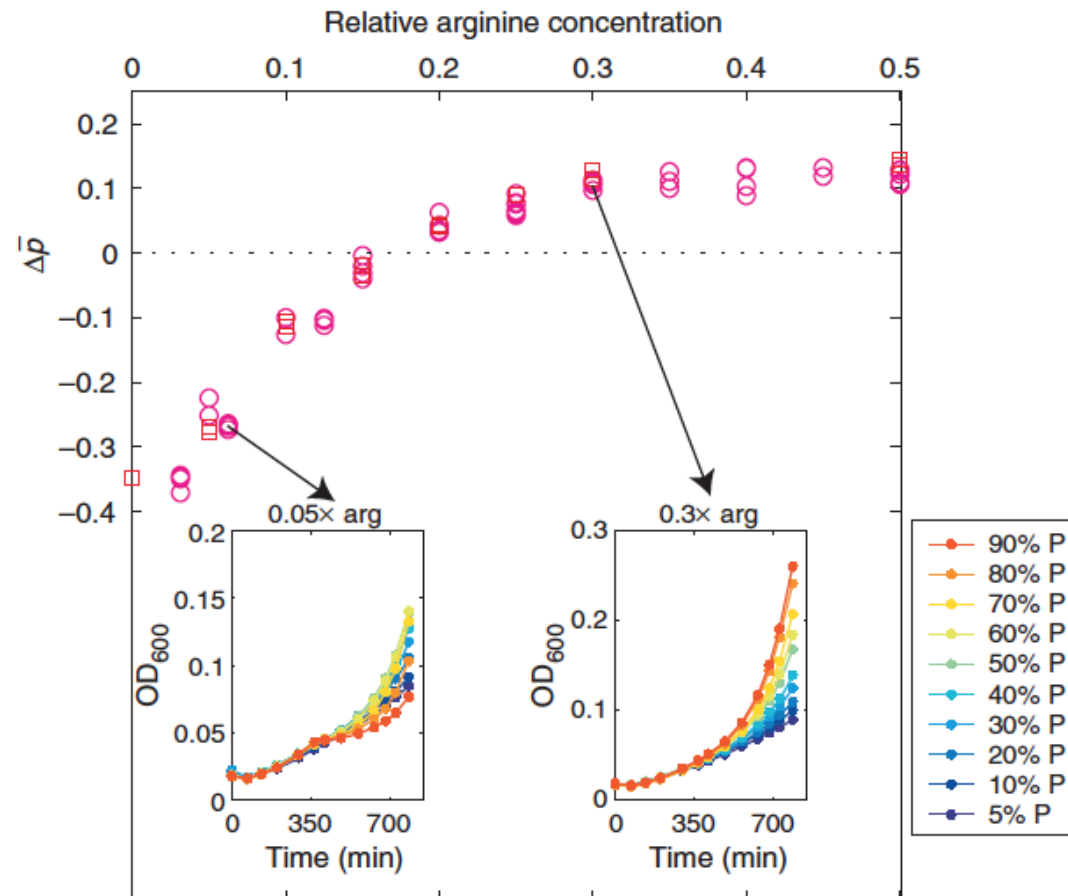 Relative arginine concentration
0 0.1 0.2 0.3 0.4 0.5
0.2
0.1
0
−0.1
−0.2
−0.3
−0.4
Δp̄
0.05× arg
0.2
0.15
0.1
0.05
0
OD600
0 350 700
Time (min)
0.3× arg
0.3
0.2
0.1
0
OD600
0 350 700
Time (min)
90% P
80% P
70% P
60% P
50% P
40% P
30% P
20% P
10% P
5% P